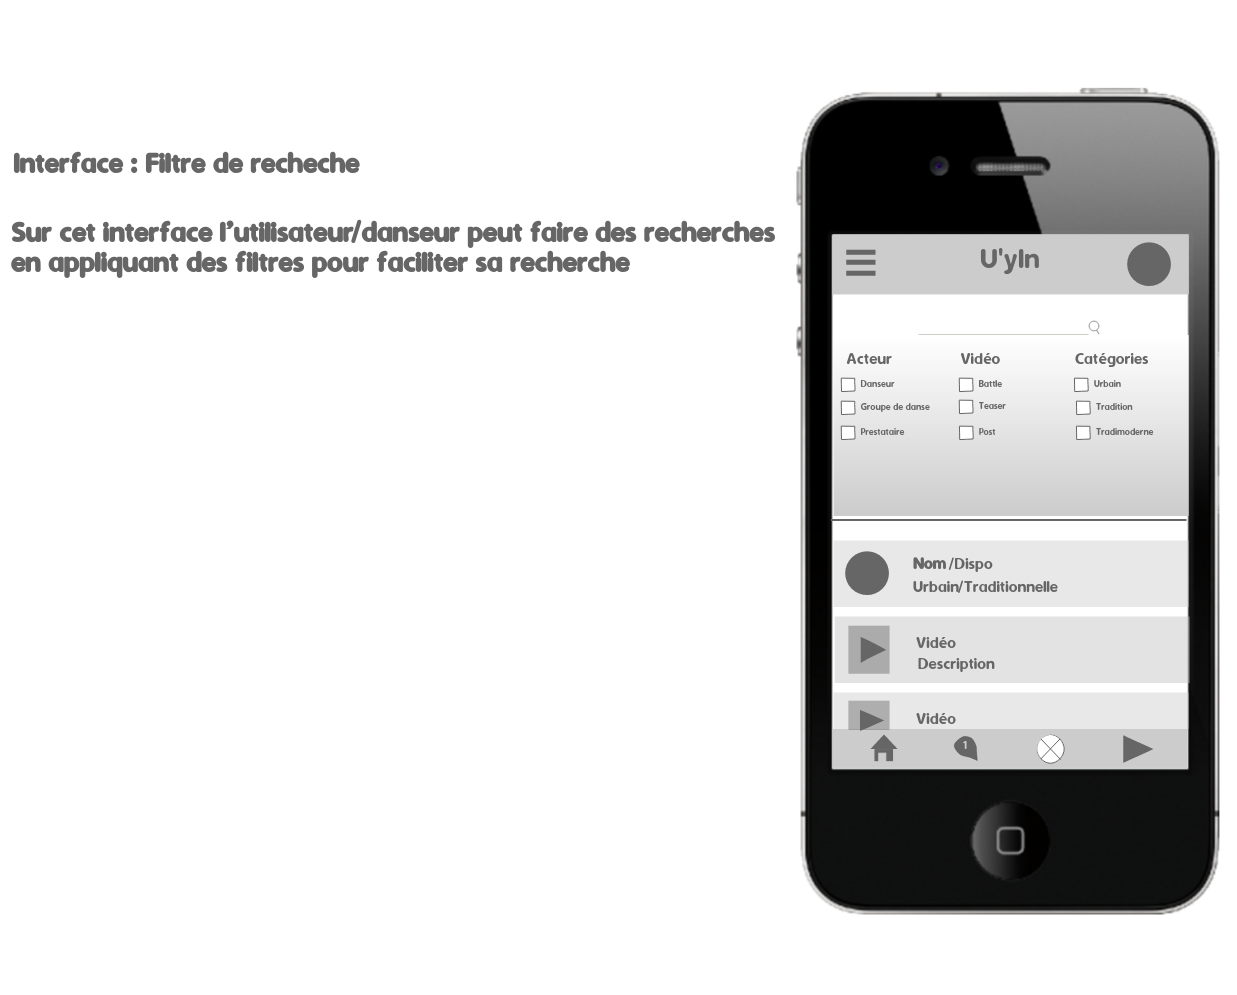 Interface : Filtre de recheche
Sur cet interface l'utilisateur/danseur peut faire des recherches
en appliquant des filtres pour faciliter sa recherche
U'yIn
Acteur Vidéo Catégories
Danseur Battle Urbain
Groupe de danse Teaser Tradition
Prestataire Post Tradimoderne
Nom /Dispo
Urbain/Traditionnelle
Vidéo
Description
Vidéo
1